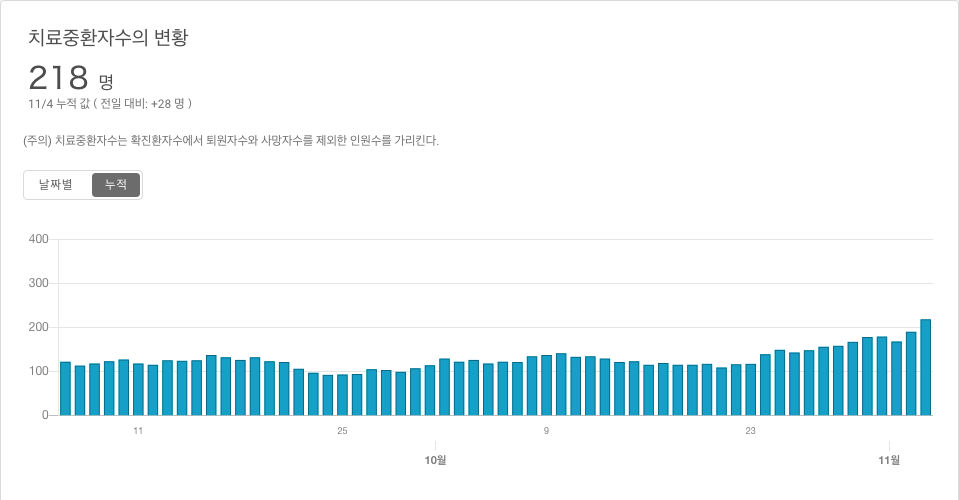 치료중환자수의 변황
218 명
11/4 누적 값 ( 전일 대비: +28 명 )
(주의) 치료중환자수는 확진환자수에서 퇴원자수와 사망자수를 제외한 인원수를 가리킨다.
날짜별 누적
400
300
200
100
0
11 25 9 23
10월 11월